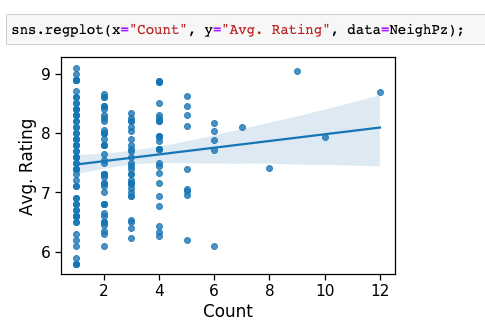 sns.regplot(x="Count", y="Avg. Rating", data=NeighPz);
9
8
7
6
Avg. Rating
2 4 6 8 10 12
Count